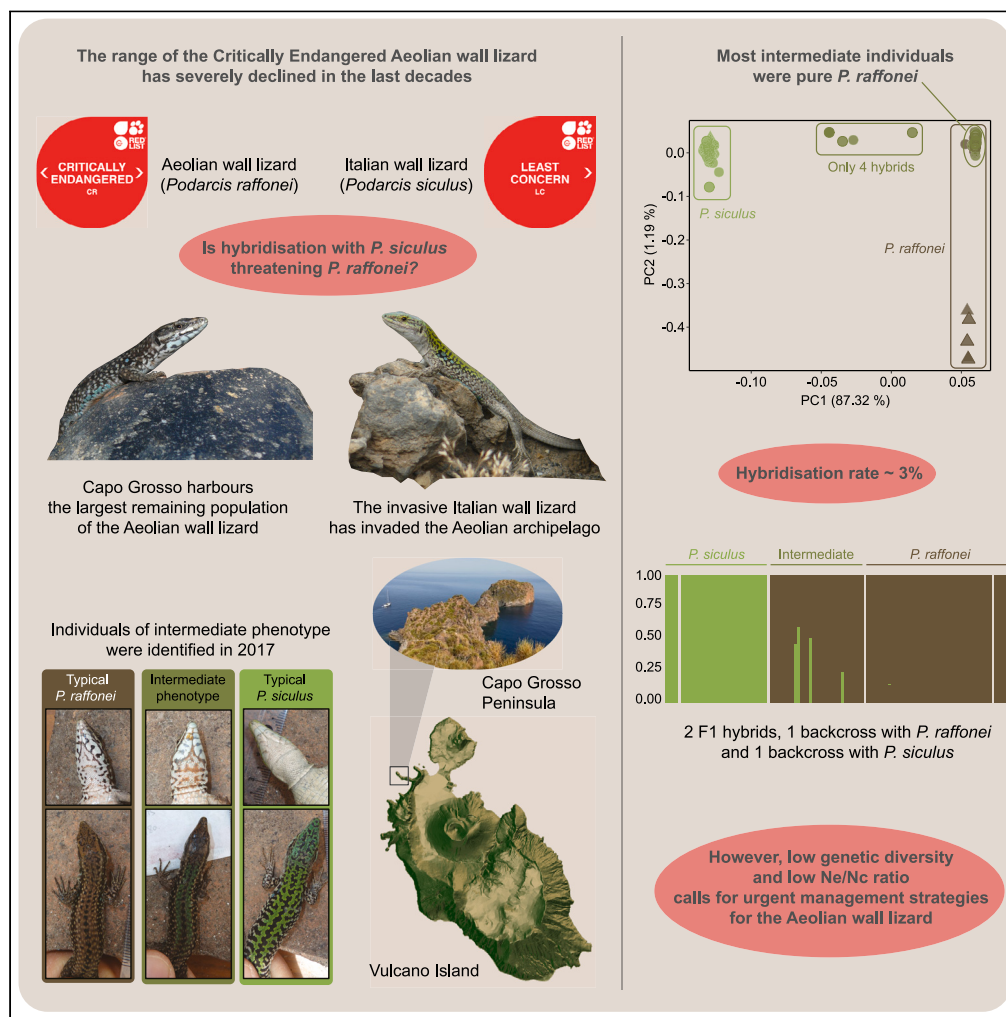 The range of the Critically Endangered Aeolian wall lizard
has severely declined in the last decades
RED
LIST
CRITICALLY
ENDANGERED
CR
Aeolian wall lizard
(Podarcis raffonei)
Italian wall lizard
(Podarcis siculus)
RED
LIST
LEAST
CONCERN
LC
Is hybridisation with P. siculus
threatening P. raffonei?
Capo Grosso harbours
the largest remaining population
of the Aeolian wall lizard
The invasive Italian wall lizard
has invaded the Aeolian archipelago
Individuals of intermediate phenotype
were identified in 2017
Typical
P. raffonei
Intermediate
phenotype
Typical
P. siculus
Capo Grosso
Peninsula
Vulcano Island
Most intermediate individuals
were pure P. raffonei
0.0
-0.1
-0.2
-0.3
-0.4
PC2 (1.19 %)
Only 4 hybrids
P. siculus
P. raffonei
-0.10
-0.05
0.00
0.05
PC1 (87.32 %)
Hybridisation rate ~ 3%
P. siculus
Intermediate
P. raffonei
1.00
0.75
0.50
0.25
0.00
2 F1 hybrids, 1 backcross with P. raffonei
and 1 backcross with P. siculus
However, low genetic diversity
and low Ne/Nc ratio
calls for urgent management strategies
for the Aeolian wall lizard